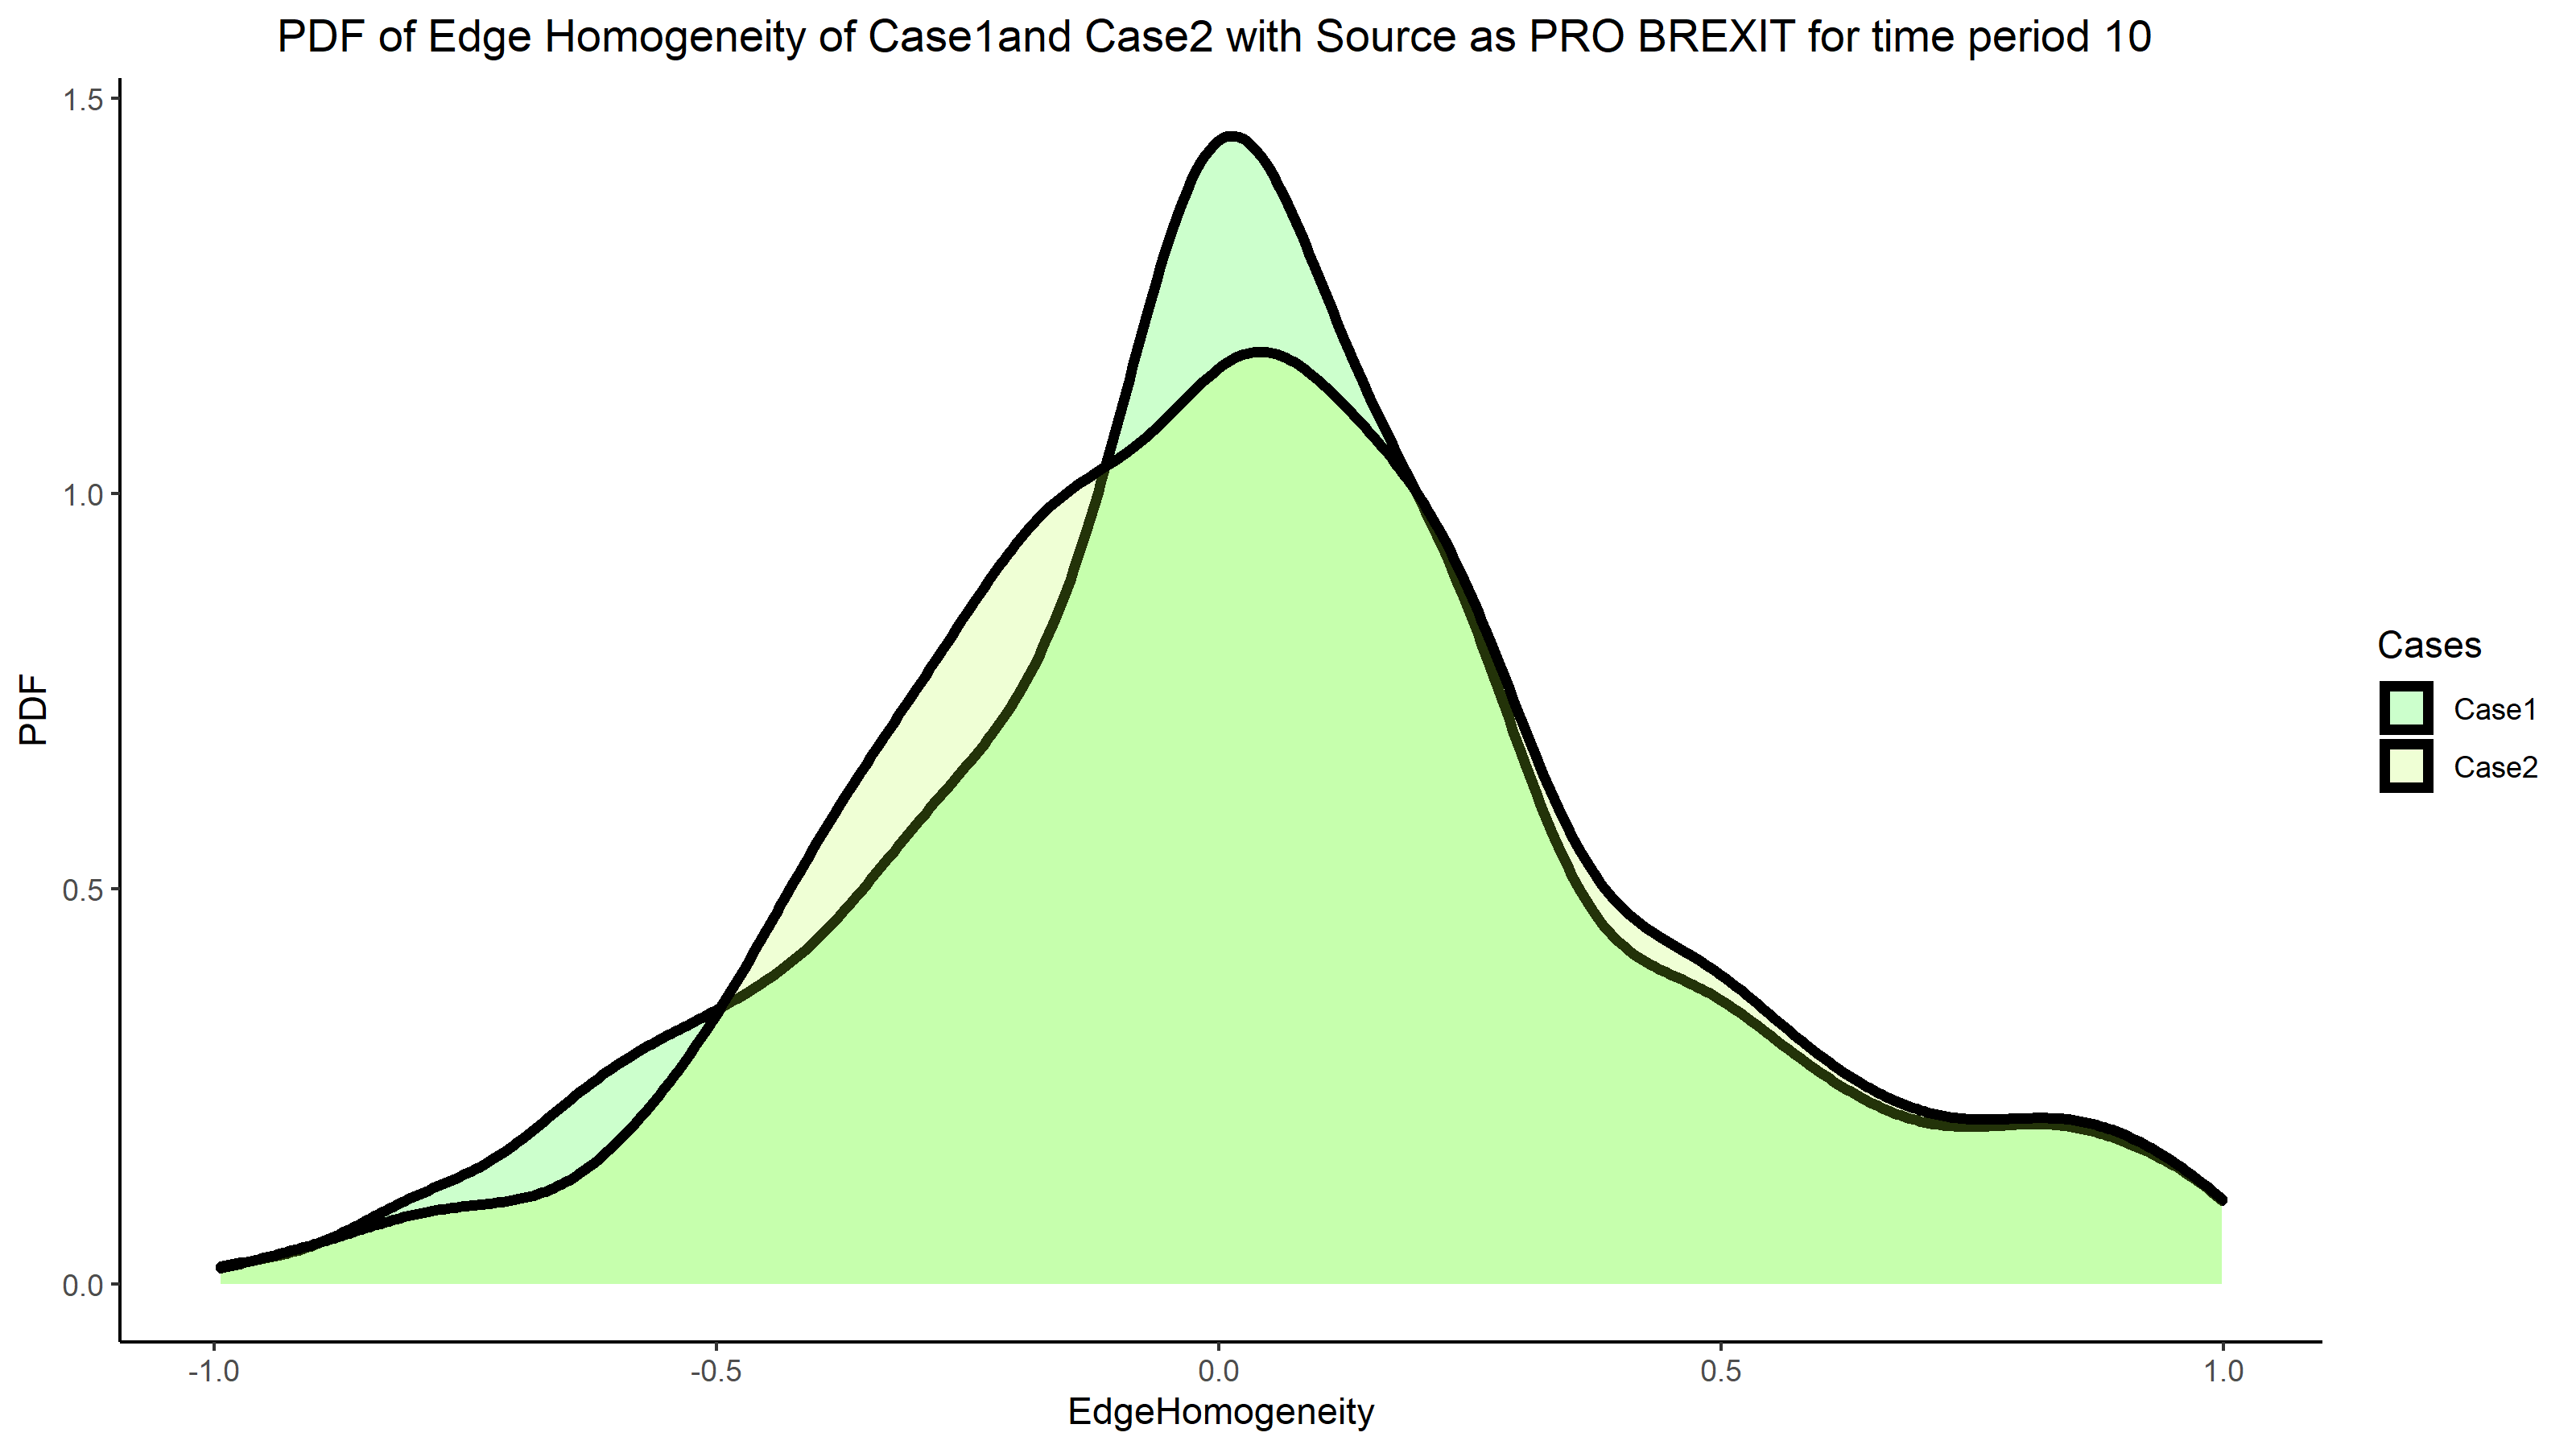 PDF of Edge Homogeneity of Case1and Case2 with Source as PRO BREXIT for time period 10
1.5
1.0
0.5
0.0
PDF
-1.0 -0.5 0.0 0.5 1.0
EdgeHomogeneity
Cases
Case1
Case2